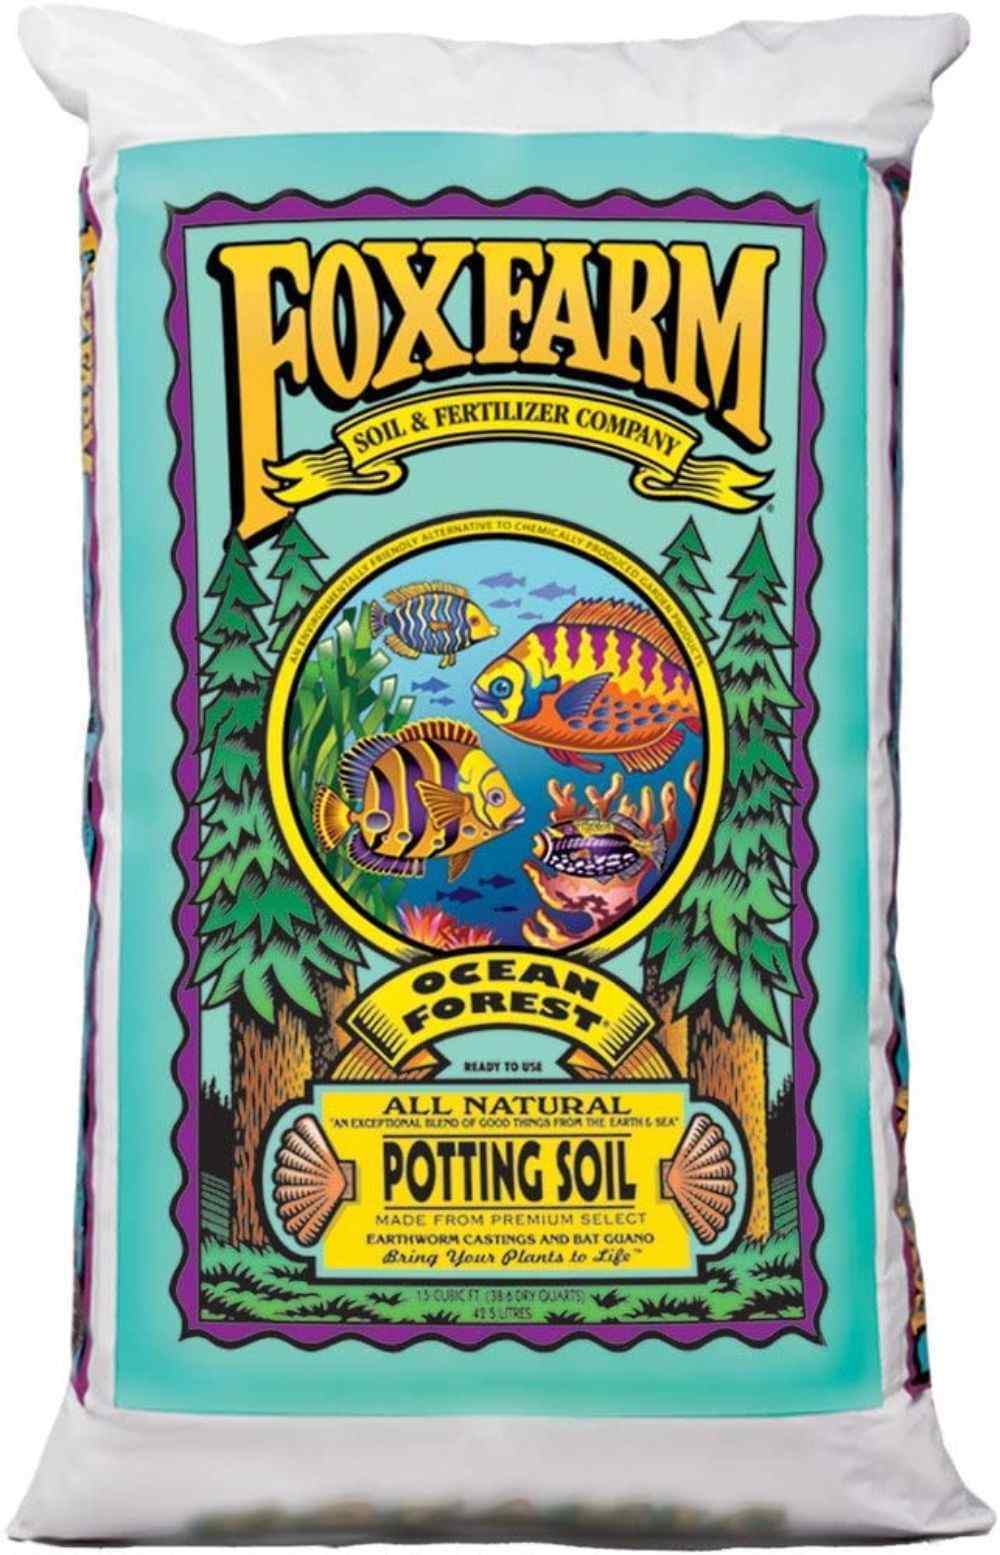 FOXFARM
SOIL & FERTILIZER COMPANY
AN ENVIRONMENTALLY FRIENDLY ALTERNATIVE TO CHEMICALLY PRODUCED GARDEN PRODUCTS
OCEAN
FOREST®
READY TO USE
ALL NATURAL
"AN EXCEPTIONAL BLEND OF GOOD THINGS FROM THE EARTH & SEA"
POTTING SOIL
MADE FROM PREMIUM SELECT
EARTHWORM CASTINGS AND BAT GUANO
Bring Your Plants to Life™
1.5 CUBIC FT. (38.6 DRY QUARTS)
42.5 LITRES